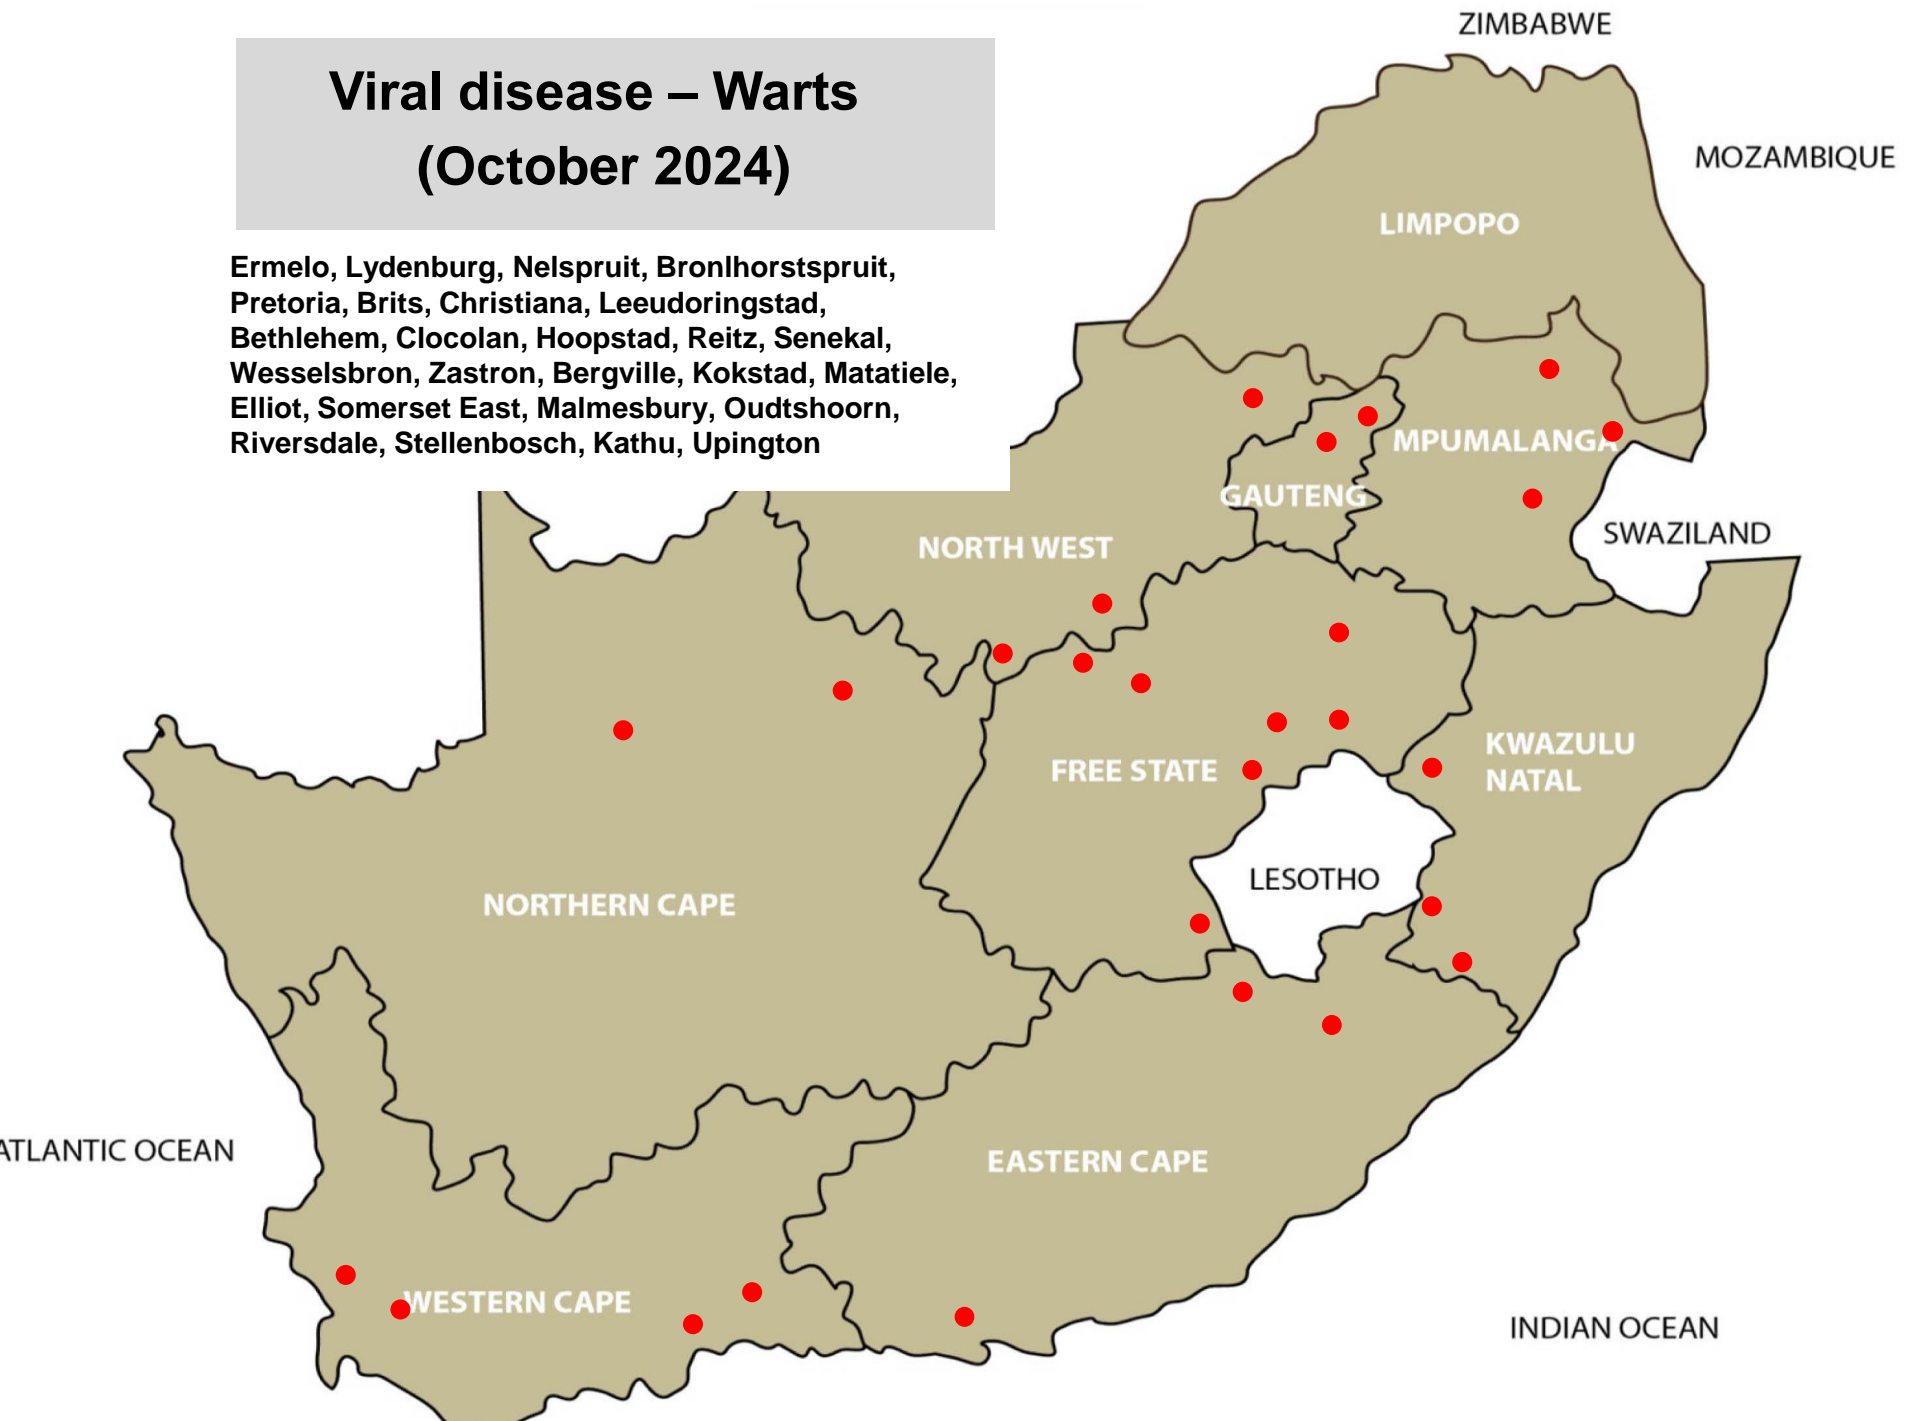 Viral disease – Warts
(October 2024)
Ermelo, Lydenburg, Nelspruit, Bronlhorstspruit,
Pretoria, Brits, Christiana, Leeudoringstad,
Bethlehem, Clocolan, Hoopstad, Reitz, Senekal,
Wesselsbron, Zastron, Bergville, Kokstad, Matatiele,
Elliot, Somerset East, Malmesbury, Oudtshoorn,
Riversdale, Stellenbosch, Kathu, Upington
ZIMBABWE
MOZAMBIQUE
LIMPOPO
MPUMALANGA
GAUTENG
SWAZILAND
NORTH WEST
KWAZULU
NATAL
FREE STATE
LESOTHO
NORTHERN CAPE
ATLANTIC OCEAN
EASTERN CAPE
WESTERN CAPE
INDIAN OCEAN